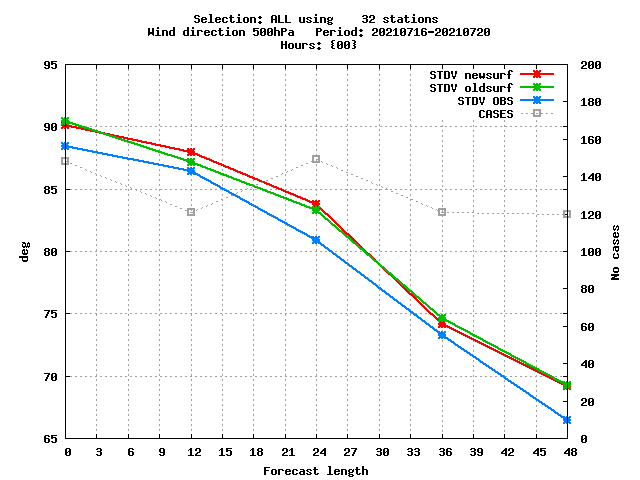 Selection: ALL using    32 stations
Wind direction 500hPa   Period: 20210716-20210720
Hours: {00}
95
90
85
80
75
70
65
200
180
160
140
120
100
80
60
40
20
0
STDV newsurf
STDV oldsurf
STDV OBS
CASES
deg
No cases
0 3 6 9 12 15 18 21 24 27 30 33 36 39 42 45 48
Forecast length